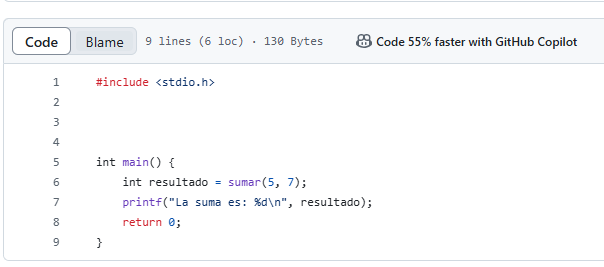 Code Blame 9 lines (6 loc) · 130 Bytes Code 55% faster with GitHub Copilot
1 #include <stdio.h>
2
3
4
5 int main() {
6 int resultado = sumar(5, 7);
7 printf("La suma es: %d\n", resultado);
8 return 0;
9 }